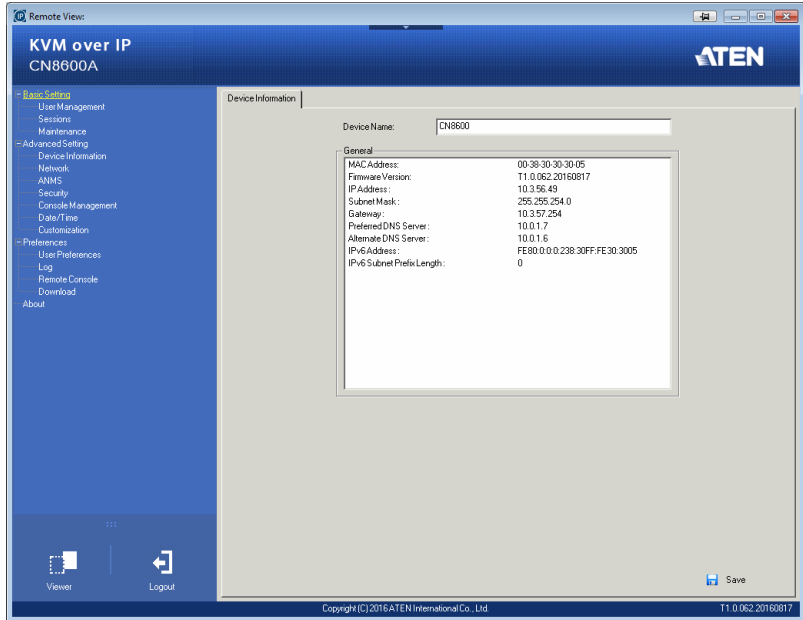 Remote View:
KVM over IP
CN8600A
ATEN
Basic Setting
User Management
Sessions
Maintenance
Advanced Setting
Device Information
Network
ANMS
Security
Console Management
Date/Time
Customization
Preferences
User Preferences
Log
Remote Console
Download
About
Viewer
Logout
Device Information
Device Name: CN8600
General
MAC Address: 00-38-30-30-30-05
Firmware Version: T1.0.062.20160817
IP Address: 10.3.56.49
Subnet Mask: 255.255.254.0
Gateway: 10.3.57.254
Preferred DNS Server: 10.0.1.7
Alternate DNS Server: 10.0.1.6
IPv6 Address: FE80:0:0:0:238:30FF:FE30:3005
IPv6 Subnet Prefix Length: 0
Save
Copyright (C) 2016 ATEN International Co., Ltd.
T1.0.062.20160817